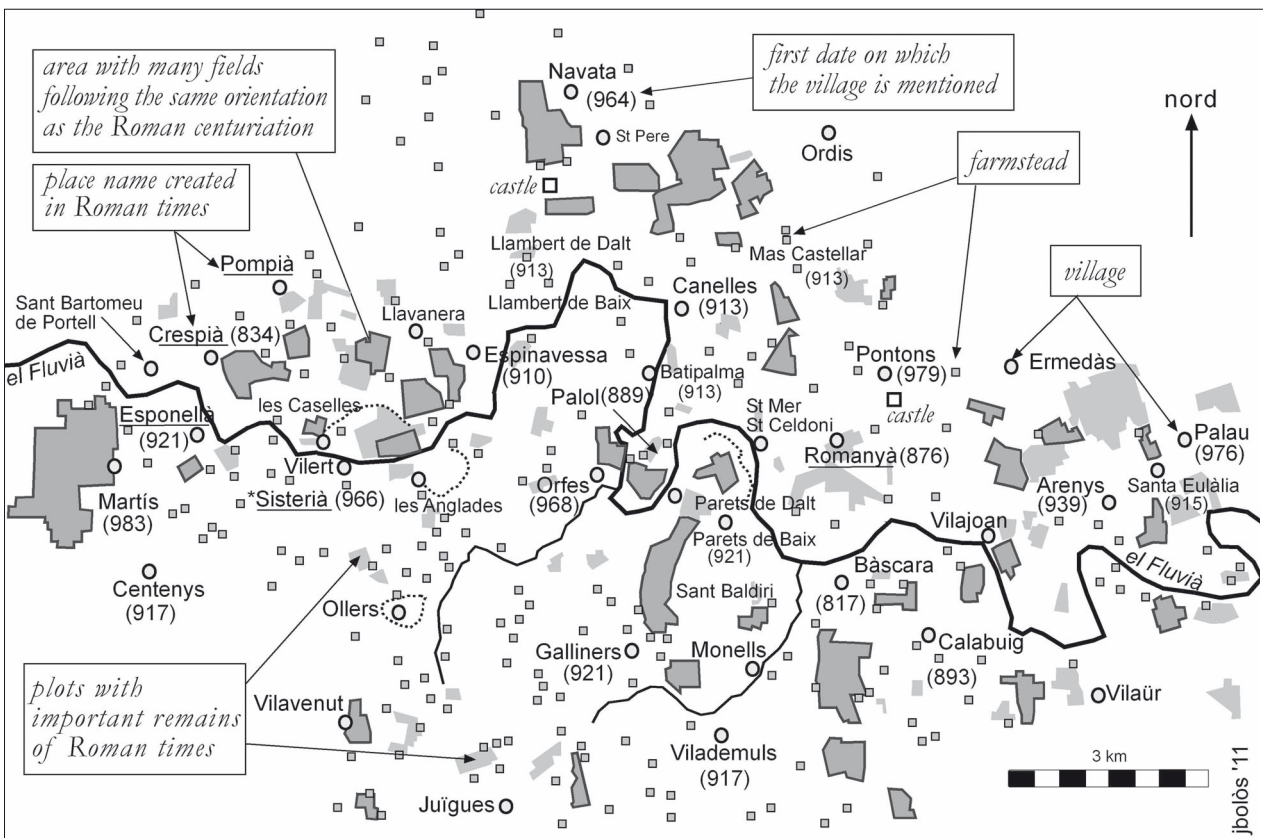 area with many fields
following the same orientation
as the Roman centuriation
place name created
in Roman times
first date on which
the village is mentioned
nord
farmstead
village
Navata
(964)
St Pere
Ordis
castle
Llambert de Dalt
(913)
Mas Castellar
(913)
Pompià
Llambert de Baix
Canelles
(913)
Sant Bartomeu
de Portell
Crespià (834)
Llavanera
el Fluvià
Espinavessa
(910)
Batipalma
(913)
Pontons
(979)
Ermedàs
castle
Palol (889)
les Caselles
Esponellà
(921)
St Mer
St Celdoni
Romanyà (876)
Palau
(976)
Vilert
*Sisterià (966)
les Anglades
Orfes
(968)
Martís
(983)
Parets de Dalt
Parets de Baix
(921)
Arenys
(939)
Santa Eulàlia
(915)
Vilajoan
el Fluvià
Centenys
(917)
Ollers
Sant Baldiri
Bàscara
(817)
Galliners
(921)
Monells
Calabuig
(893)
plots with
important remains
of Roman times
Vilavenut
Vilaür
Vilademuls
(917)
3 km
Juïgues
jbolòs '11